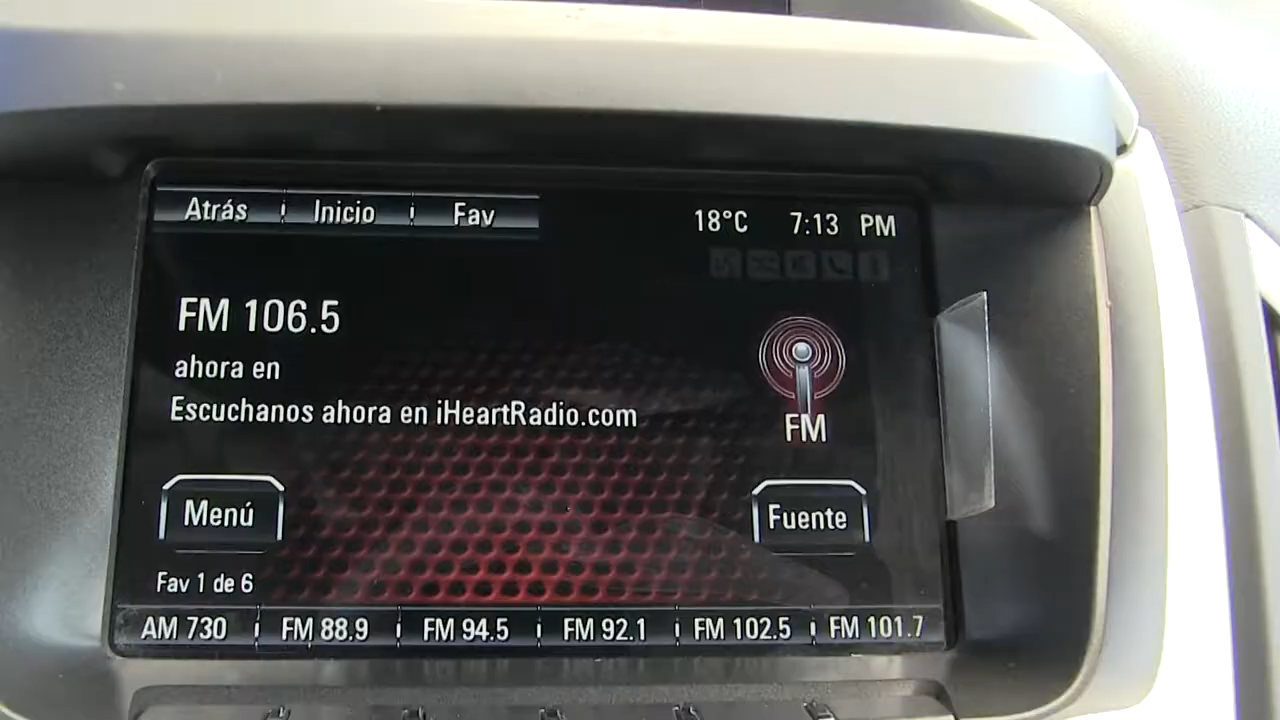 Atrás Inicio Fav 18°C 7:13 PM
FM 106.5
ahora en
Escuchanos ahora en iHeartRadio.com
FM
Menú Fuente
Fav 1 de 6
AM 730 FM 88.9 FM 94.5 FM 92.1 FM 102.5 FM 101.7